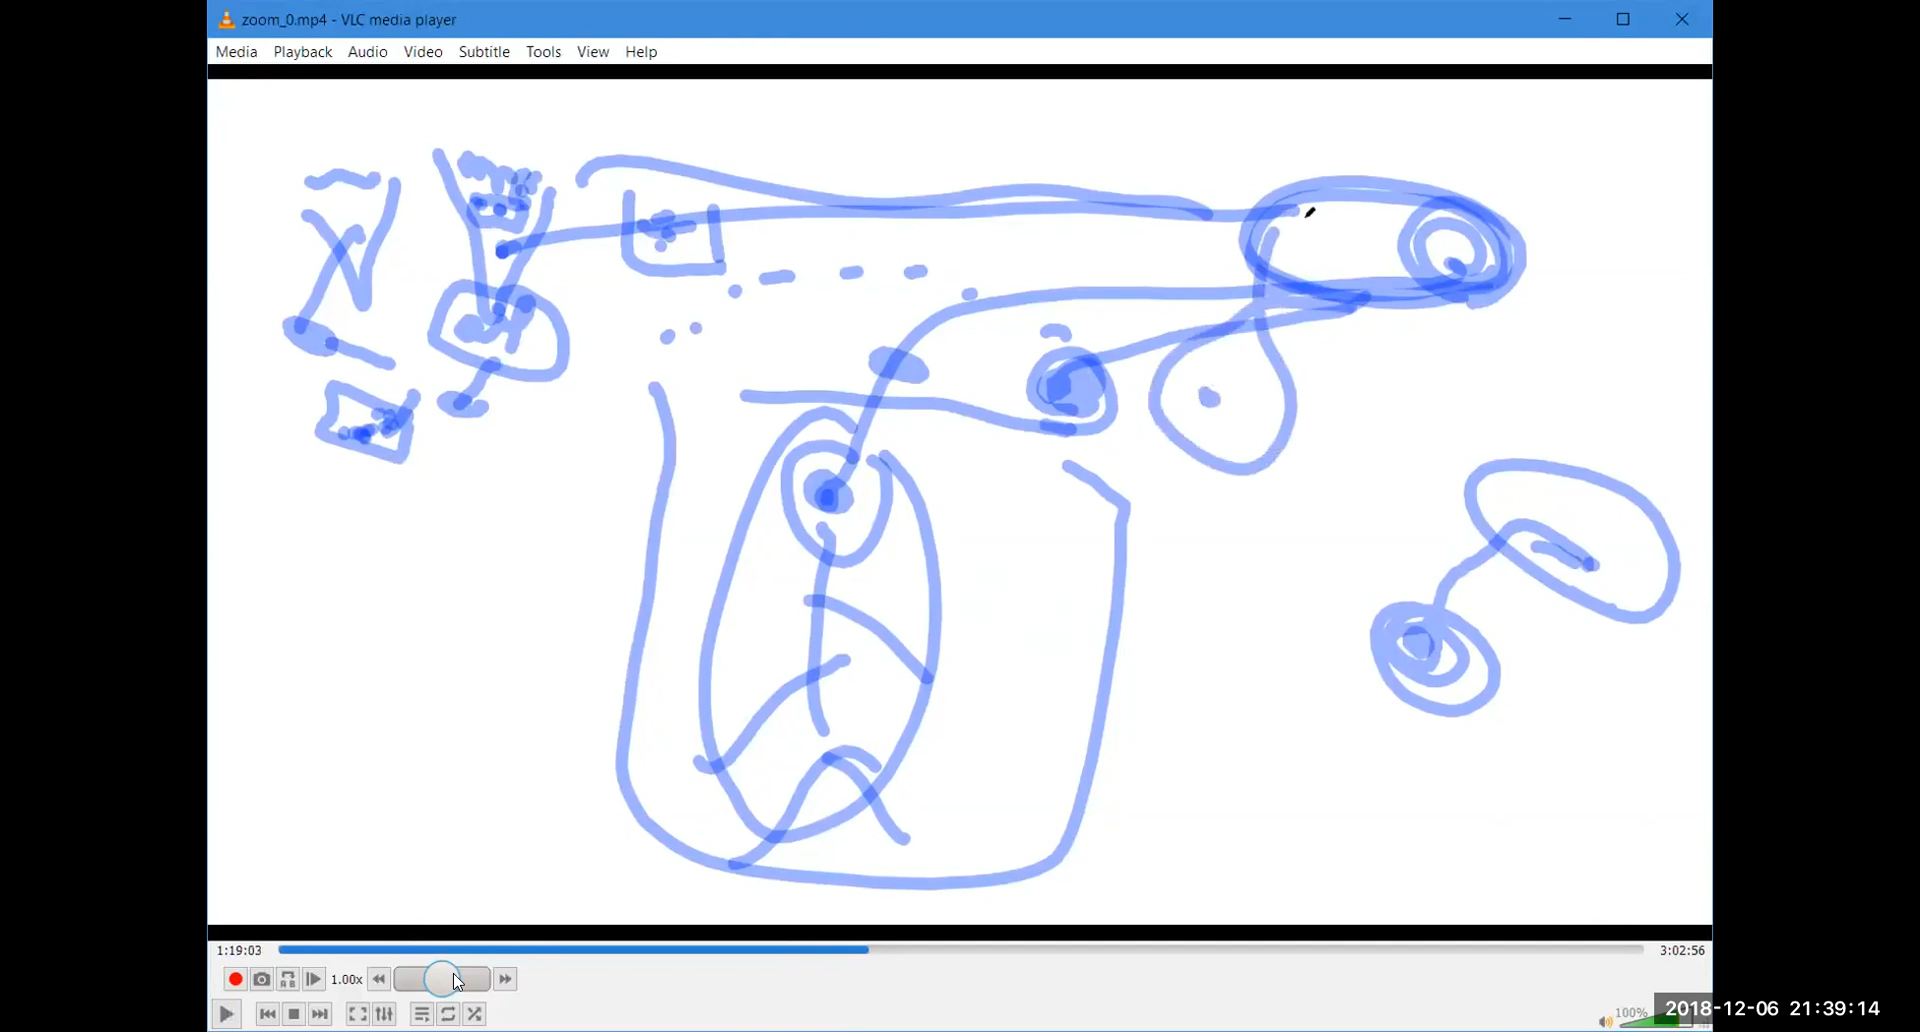 zoom_0.mp4 - VLC media player
Media Playback Audio Video Subtitle Tools View Help
1:19:03
3:02:56
1.00x
100%
2018-12-06 21:39:14